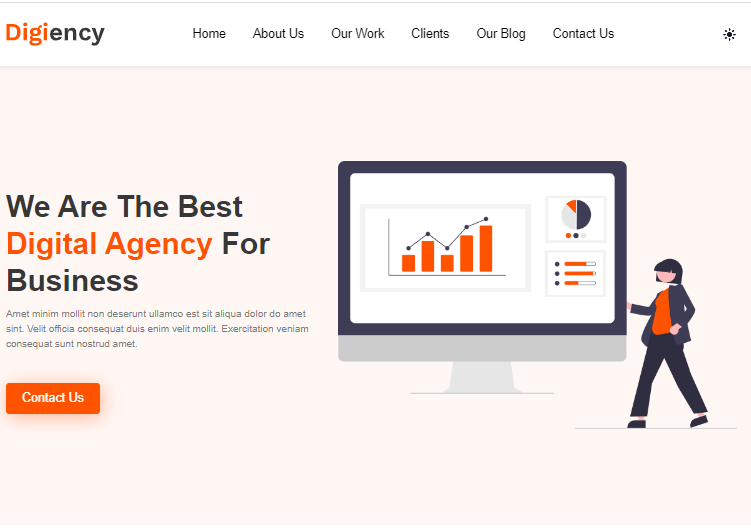 Digiency
Home About Us Our Work Clients Our Blog Contact Us
We Are The Best
Digital Agency For
Business
Amet minim mollit non deserunt ullamco est sit aliqua dolor do amet
sint. Velit officia consequat duis enim velit mollit. Exercitation veniam
consequat sunt nostrud amet.
Contact Us